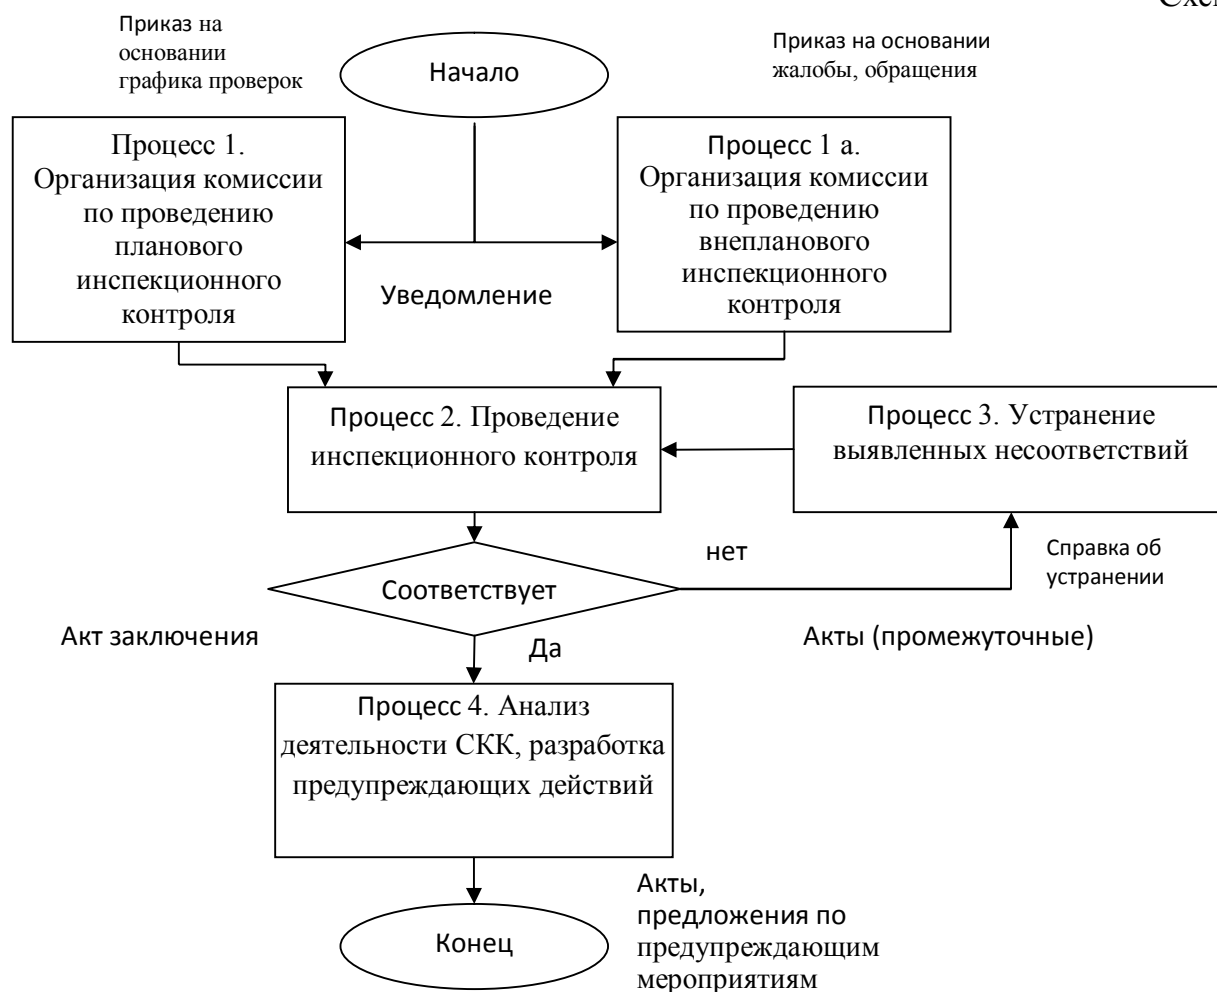 Схем
Приказ на
основании
графика проверок
Начало
Приказ на основании
жалобы, обращения
Процесс 1.
Организация комиссии
по проведению
планового
инспекционного
контроля
Процесс 1 а.
Организация комиссии
по проведению
внепланового
инспекционного
контроля
Уведомление
Процесс 2. Проведение
инспекционного контроля
Процесс 3. Устранение
выявленных несоответствий
Соответствует
нет
Справка об
устранении
Акт заключения
Да
Акты (промежуточные)
Процесс 4. Анализ
деятельности СКК, разработка
предупреждающих действий
Акты,
предложения по
предупреждающим
мероприятиям
Конец